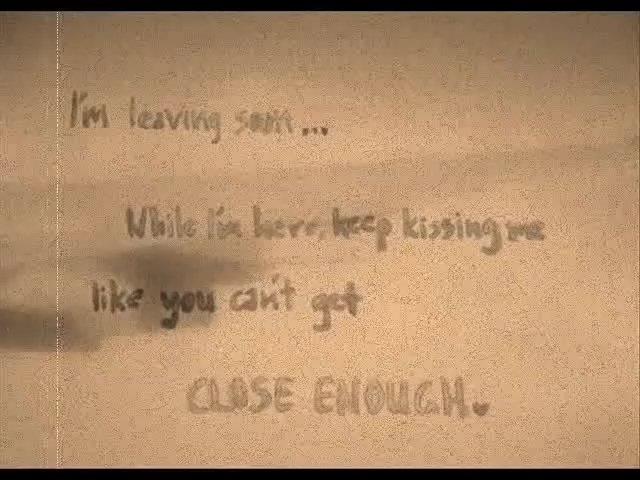 I'm leaving soon...
While I'm here, keep kissing me
like you can't get
CLOSE ENOUGH.